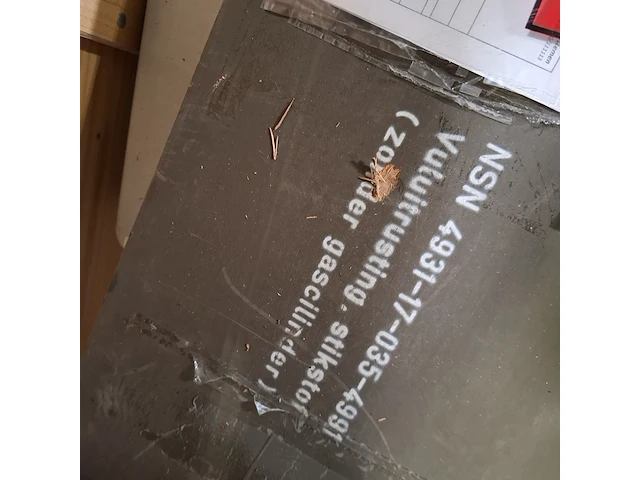 NSN 4931-17-035-4991
Vuluitrusting, stikstof
(zonder gascilinder)